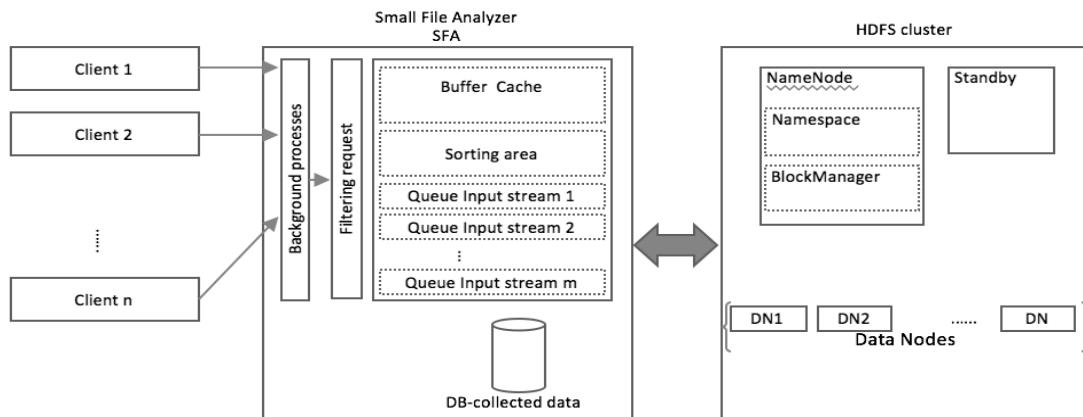 Small File Analyzer
SFA
HDFS cluster
Client 1
Client 2
......
Client n
Background processes
Filtering request
Buffer Cache
Sorting area
Queue Input stream 1
Queue Input stream 2
...
Queue Input stream m
DB-collected data
NameNode
Namespace
BlockManager
Standby
DN1
DN2
......
DN
Data Nodes